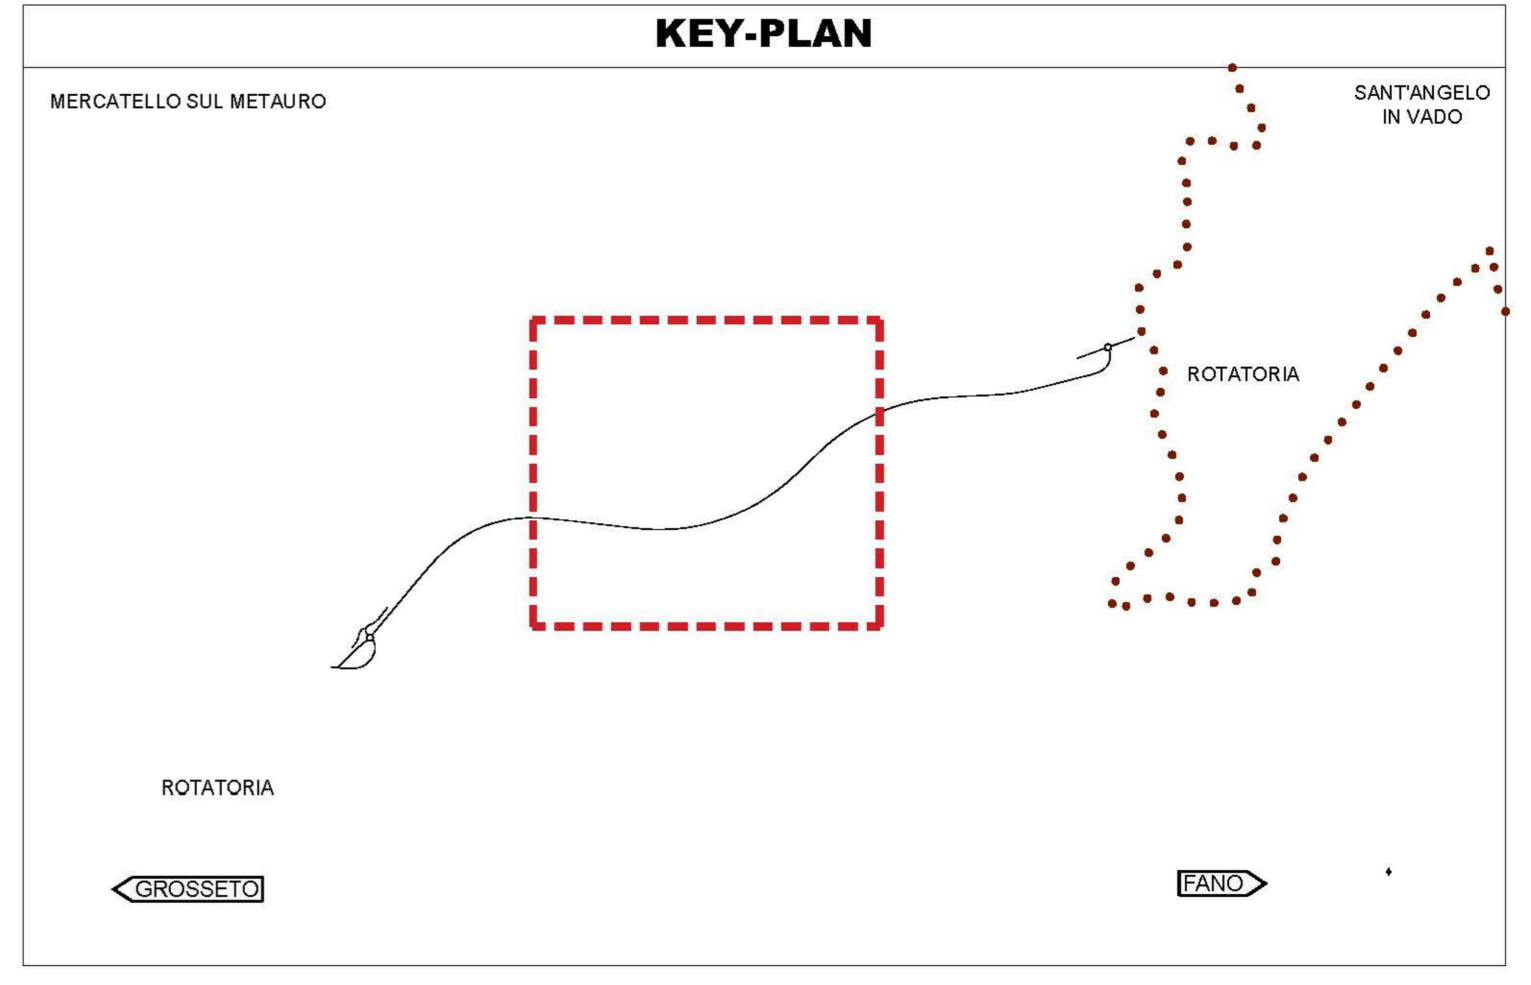 KEY-PLAN
MERCATELLO SUL METAURO
SANT'ANGELO
IN VADO
ROTATORIA
ROTATORIA
GROSSETO
FANO